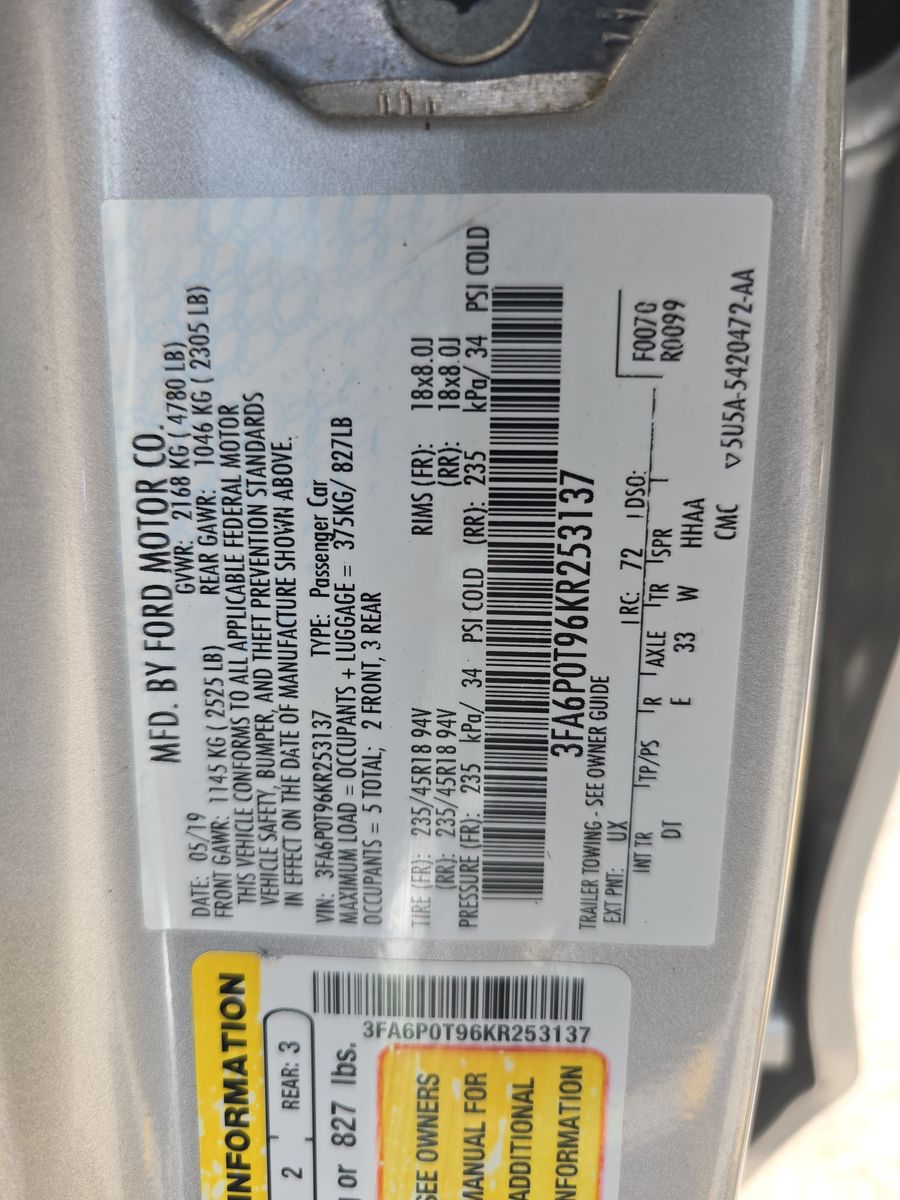 MFD. BY FORD MOTOR CO.
DATE: 05/19 GVWR: 2168 KG ( 4780 LB)
FRONT GAWR: 1145 KG ( 2525 LB) REAR GAWR: 1046 KG ( 2305 LB)
THIS VEHICLE CONFORMS TO ALL APPLICABLE FEDERAL MOTOR
VEHICLE SAFETY, BUMPER, AND THEFT PREVENTION STANDARDS
IN EFFECT ON THE DATE OF MANUFACTURE SHOWN ABOVE.
VIN: 3FA6P0T96KR253137 TYPE: Passenger Car
MAXIMUM LOAD = OCCUPANTS + LUGGAGE = 375KG/ 827LB
OCCUPANTS = 5 TOTAL; 2 FRONT, 3 REAR
TIRE (FR): 235/45R18 94V RIMS (FR): 18x8.0J
(RR): 235/45R18 94V (RR): 18x8.0J
PRESSURE (FR): 235 kPa/ 34 PSI COLD (RR): 235 kPa/ 34 PSI COLD
3FA6P0T96KR253137
TRAILER TOWING - SEE OWNER GUIDE
EXT PNT: UX RC: 72 DSO: F0070
R0099
INT TR TP/PS R AXLE TR SPR
DT E 33 W HHAA
CMC ▽5U5A-5420472-AA
INFORMATION
2 REAR: 3
or 827 lbs.
3FA6P0T96KR253137
SEE OWNERS
MANUAL FOR
ADDITIONAL
INFORMATION